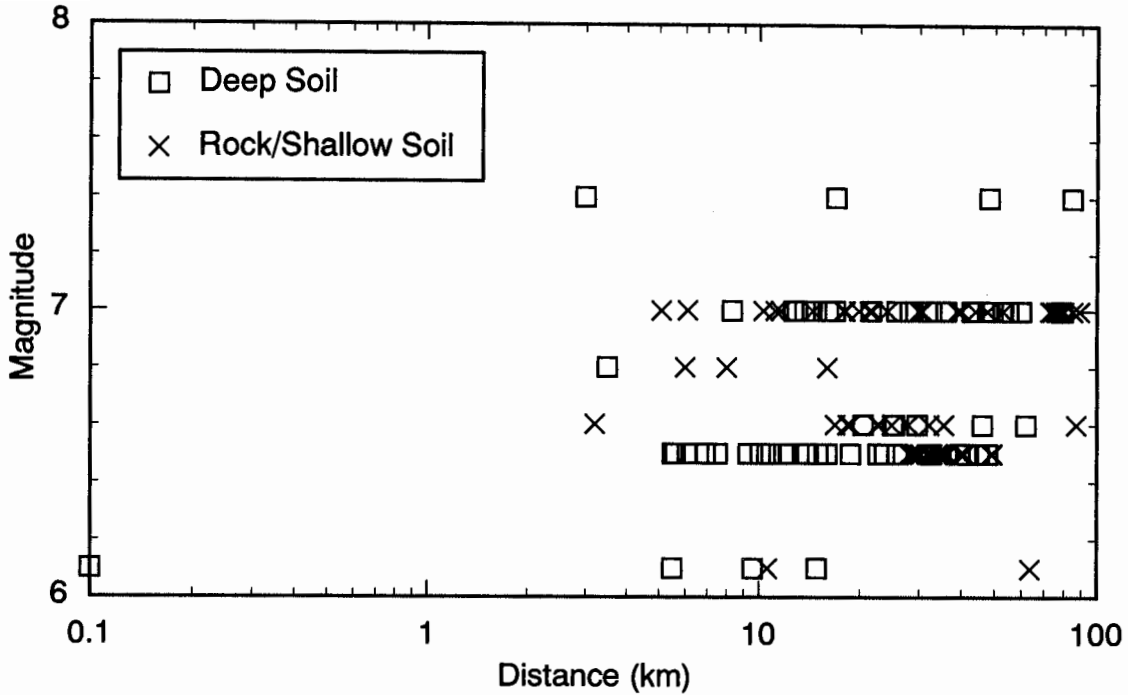 8
Deep Soil
Rock/Shallow Soil
Magnitude
7
6
0.1 1 10 100
Distance (km)